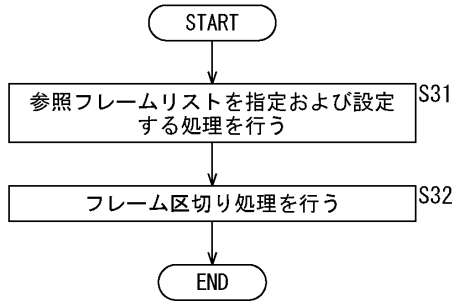 START
参照フレームリストを指定および設定
する処理を行う
S31
フレーム区切り処理を行う
S32
END